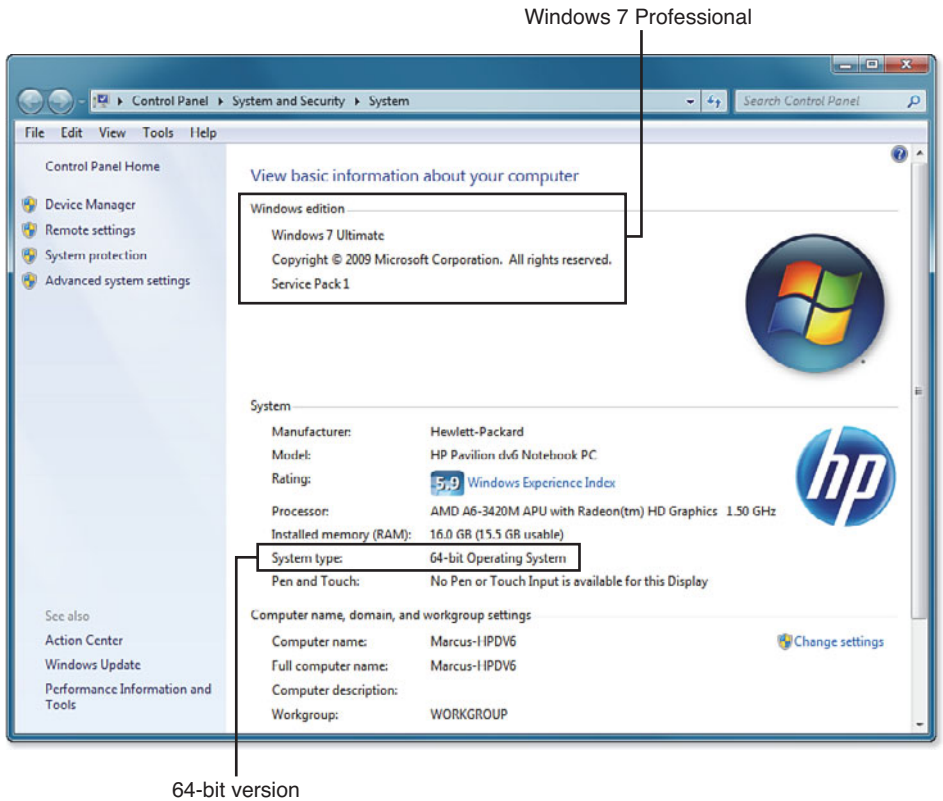 Windows 7 Professional
Control Panel ▸ System and Security ▸ System
Search Control Panel
File Edit View Tools Help
Control Panel Home
Device Manager
Remote settings
System protection
Advanced system settings
See also
Action Center
Windows Update
Performance Information and
Tools
View basic information about your computer
Windows edition
Windows 7 Ultimate
Copyright © 2009 Microsoft Corporation. All rights reserved.
Service Pack 1
System
Manufacturer: Hewlett-Packard
Model: HP Pavilion dv6 Notebook PC
Rating: 5,9 Windows Experience Index
Processor: AMD A6-3420M APU with Radeon(tm) HD Graphics 1.50 GHz
Installed memory (RAM): 16.0 GB (15.5 GB usable)
System type: 64-bit Operating System
Pen and Touch: No Pen or Touch Input is available for this Display
hp
Computer name, domain, and workgroup settings
Computer name: Marcus-HPDV6
Change settings
Full computer name: Marcus-HPDV6
Computer description:
Workgroup: WORKGROUP
64-bit version